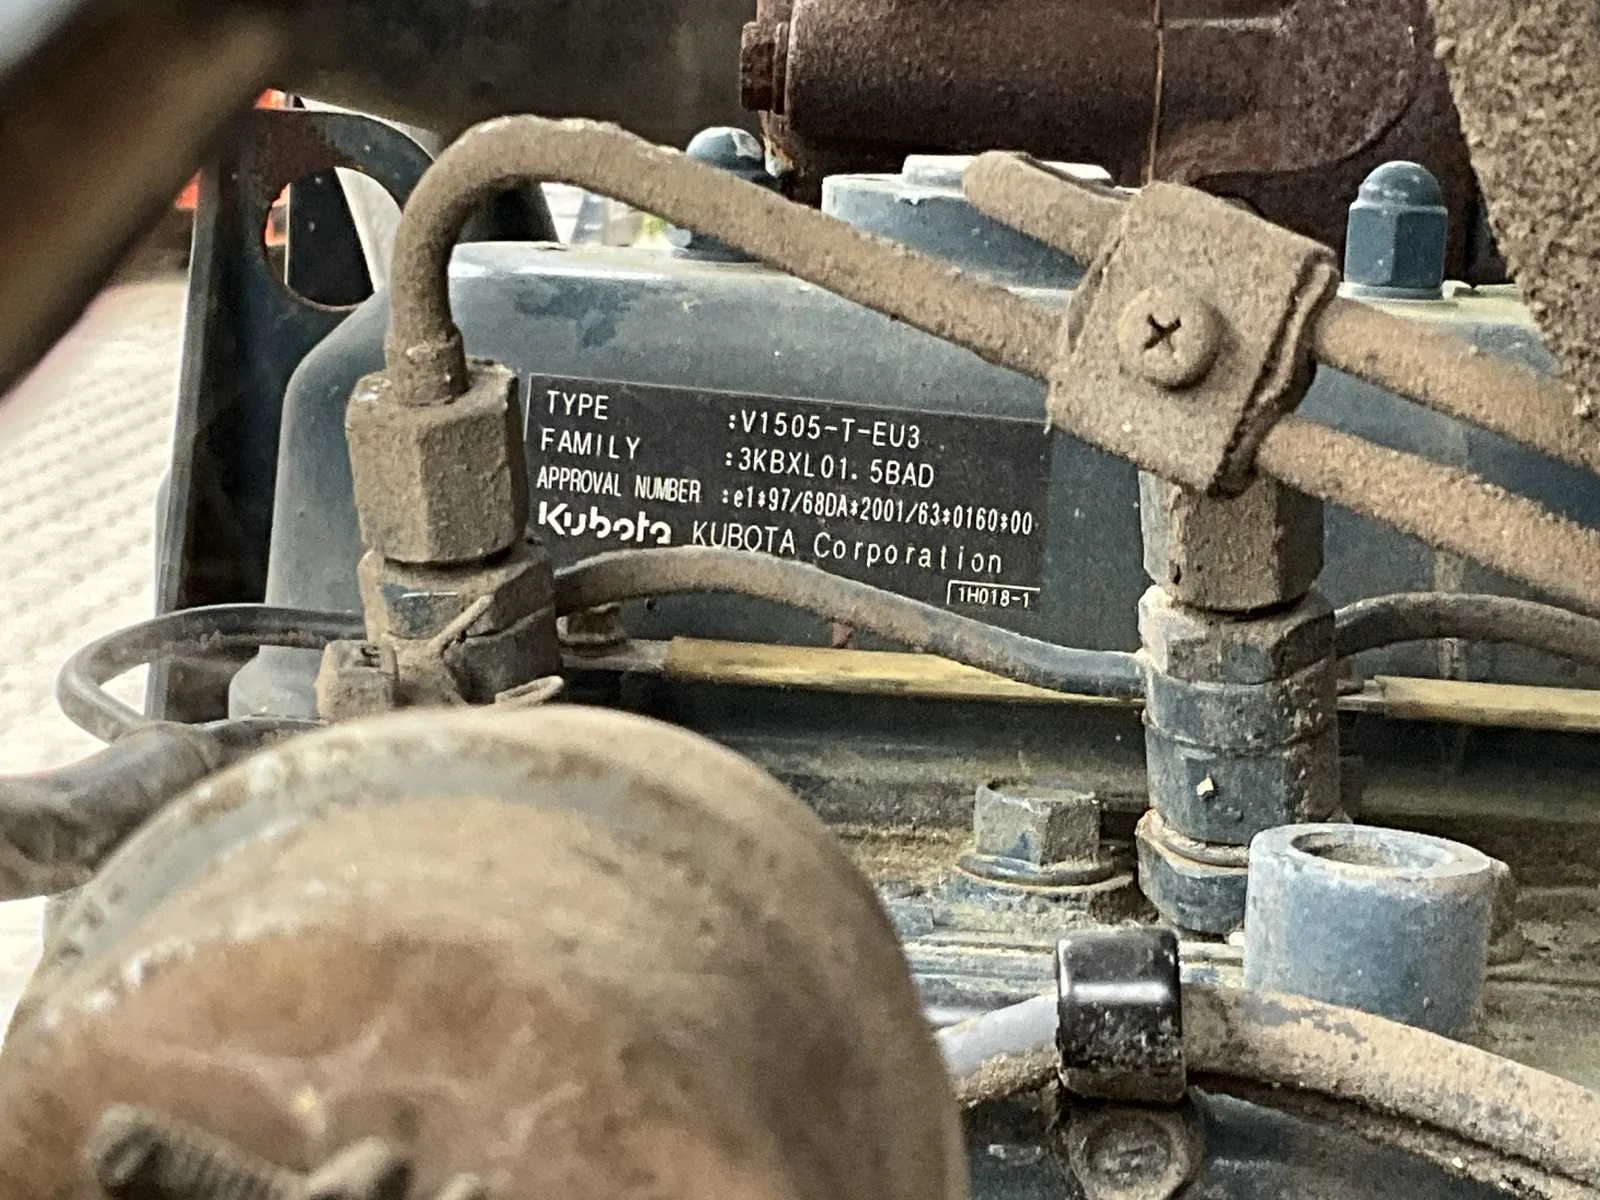 TYPE :V1505-T-EU3
FAMILY :3KBXL01.5BAD
APPROVAL NUMBER :e1*97/68DA*2001/63*0160*00
Kubota KUBOTA Corporation
1H018-1